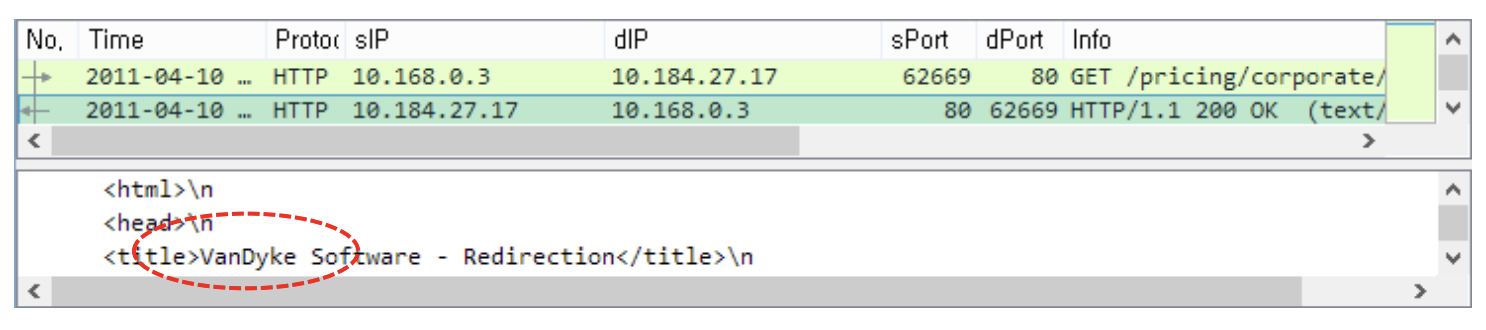 No. Time Protoc sIP dIP sPort dPort Info
2011-04-10 … HTTP 10.168.0.3 10.184.27.17 62669 80 GET /pricing/corporate/
2011-04-10 … HTTP 10.184.27.17 10.168.0.3 80 62669 HTTP/1.1 200 OK (text/
<html>\n
<head>\n
<title>VanDyke Software - Redirection</title>\n